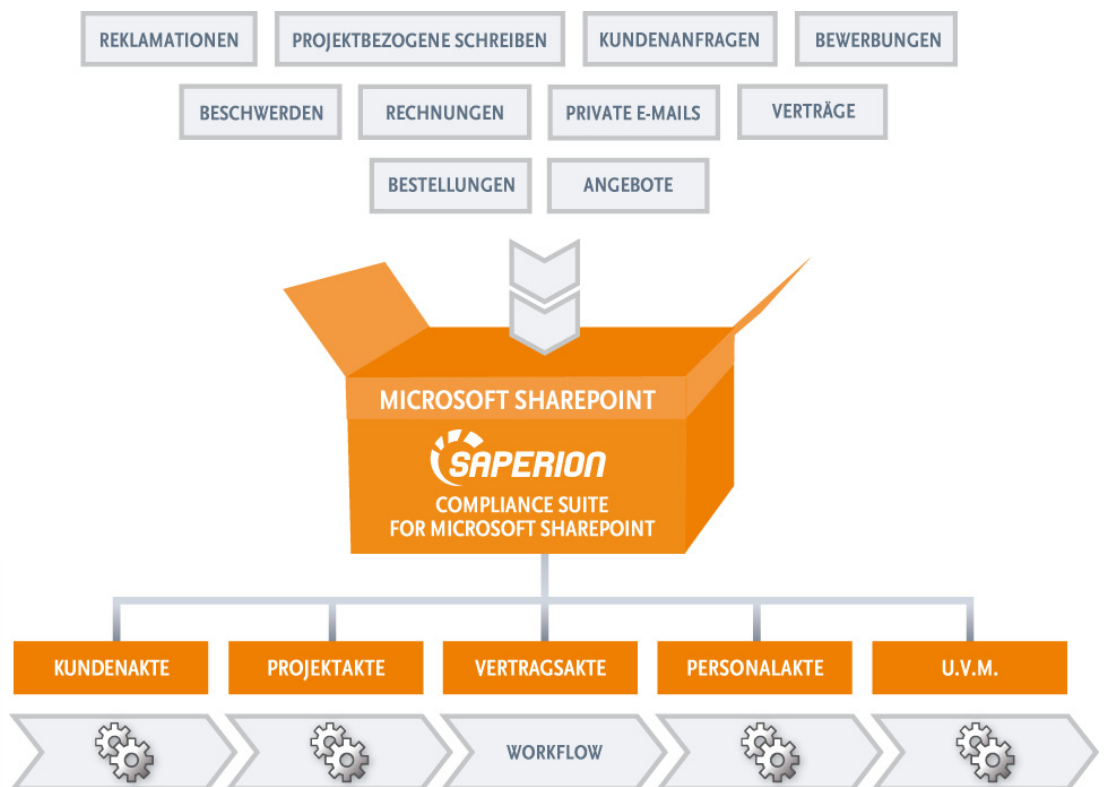 REKLAMATIONEN
PROJEKTBEZOGENE SCHREIBEN
KUNDENANFRAGEN
BEWERBUNGEN
BESCHWERDEN
RECHNUNGEN
PRIVATE E-MAILS
VERTRÄGE
BESTELLUNGEN
ANGEBOTE
MICROSOFT SHAREPOINT
SAPERION
COMPLIANCE SUITE
FOR MICROSOFT SHAREPOINT
KUNDENAKTE
PROJEKTAKTE
VERTRAGSAKTE
PERSONALAKTE
U.V.M.
WORKFLOW